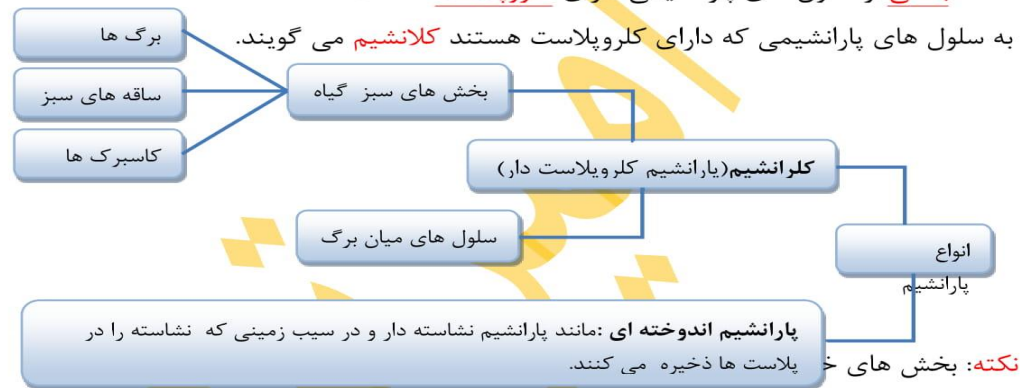 به سلول های پارانشیمی که دارای کلروپلاست هستند کلانشیم می گویند.
برگ ها
ساقه های سبز
کاسبرک ها
بخش های سبز گیاه
کلرانشیم(پارانشیم کلروپلاست دار)
سلول های میان برگ
انواع
پارانشیم
پارانشیم اندوخته ای :مانند پارانشیم نشاسته دار و در سیب زمینی که نشاسته را در
پلاست ها ذخیره می کنند.
نکته: بخش های